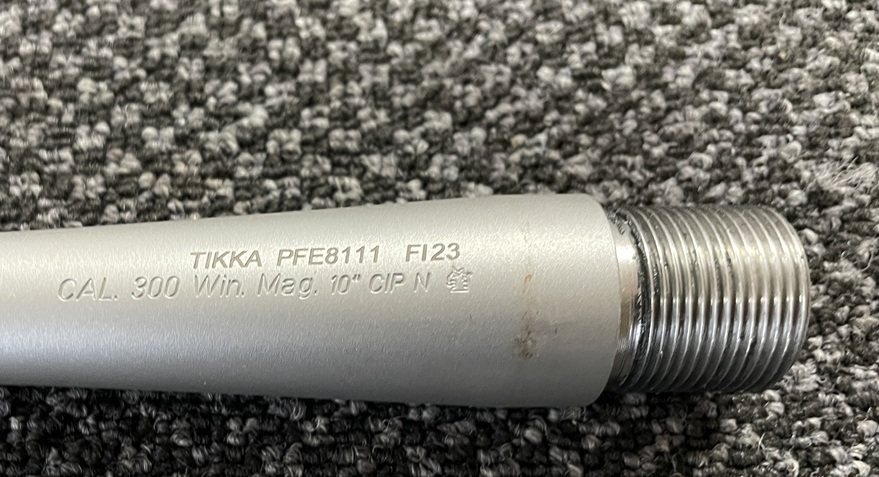 TIKKA PFE8111 FI23
CAL. 300 Win. Mag. 10" CIP N